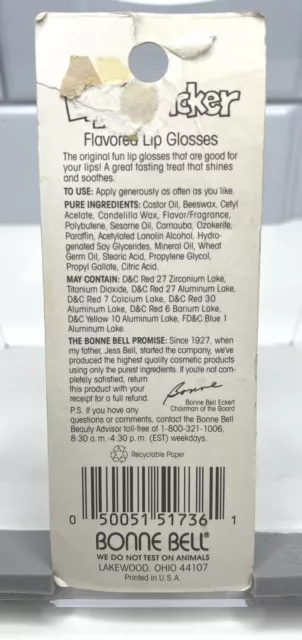 cker
Flavored Lip Glosses
The original fun lip glosses that are good for
your lips! A great tasting treat that shines
and soothes.
TO USE: Apply generously as often as you like.
PURE INGREDIENTS: Castor Oil, Beeswax, Cetyl
Acetate, Candelilla Wax, Flavor/Fragrance,
Polybutene, Sesame Oil, Carnauba, Ozokerite,
Paraffin, Acetylated Lanolin Alcohol, Hydro-
genated Soy Glycerides, Mineral Oil, Wheat
Germ Oil, Stearic Acid, Propylene Glycol,
Propyl Gallate, Citric Acid.
MAY CONTAIN: D&C Red 27 Zirconium Lake,
Titanium Dioxide, D&C Red 27 Aluminum Lake,
D&C Red 7 Calcium Lake, D&C Red 30
Aluminum Lake, D&C Red 6 Barium Lake,
D&C Yellow 10 Aluminum Lake, FD&C Blue 1
Aluminum Lake.
THE BONNE BELL PROMISE: Since 1927, when
my father, Jess Bell, started the company, we've
produced the highest quality cosmetic products
using only the purest ingredients. If you're not com-
pletely satisfied, return
this product with your
receipt for a full refund.
Bonne
Bonne Bell Eckert
Chairman of the Board
P.S. If you have any
questions or comments, contact the Bonne Bell
Beauty Advisor toll-free at 1-800-321-1006,
8:30 a.m.-4:30 p.m. (EST) weekdays.
Recyclable Paper
0 50051 51736 1
BONNE BELL®
WE DO NOT TEST ON ANIMALS
LAKEWOOD, OHIO 44107
Printed in U.S.A.